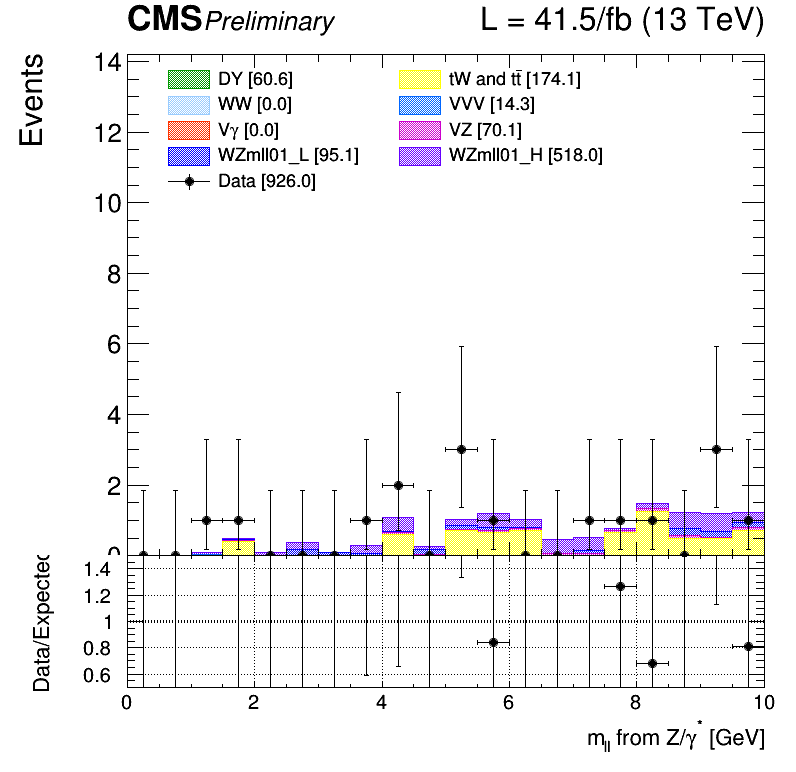 CMS Preliminary L = 41.5/fb (13 TeV)
Events
14
12
10
8
6
4
2
0
DY [60.6]
tW and tt̄ [174.1]
WW [0.0]
VVV [14.3]
Vγ [0.0]
VZ [70.1]
WZmll01_L [95.1]
WZmll01_H [518.0]
Data [926.0]
Data/Expected
1.4
1.2
1
0.8
0.6
0 2 4 6 8 10
m_ll from Z/γ* [GeV]